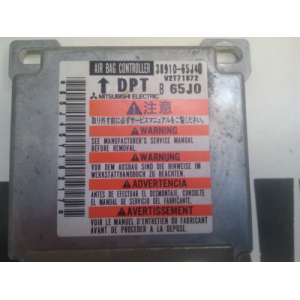 AIR BAG CONTROLLER 38910-65J40
↑ DPT V2T71872
MITSUBISHI ELECTRIC B 65J0
⚠注意
取り外す前に必ずサービスマニュアルをご覧ください
⚠WARNING
SEE MANUFACTURER'S SERVICE MANUAL
BEFORE REMOVAL.
⚠WARNUNG
VOR DEM AUSBAU SIND DIE HINWEISE IM
WERKSTATTHANDBUCH ZU BEACHTEN
⚠ADVERTENCIA
ANTES DE EFECTUAR EL DESMONTAJE, CONSULTE
EL MANUAL DE SERVICIO DEL FABRICANTE.
⚠AVERTISSEMENT
VOIR LE MANUEL D'ENTRETIEN DU FABRICANT
AVANT DE PROCEDER A LA DEPOSE.